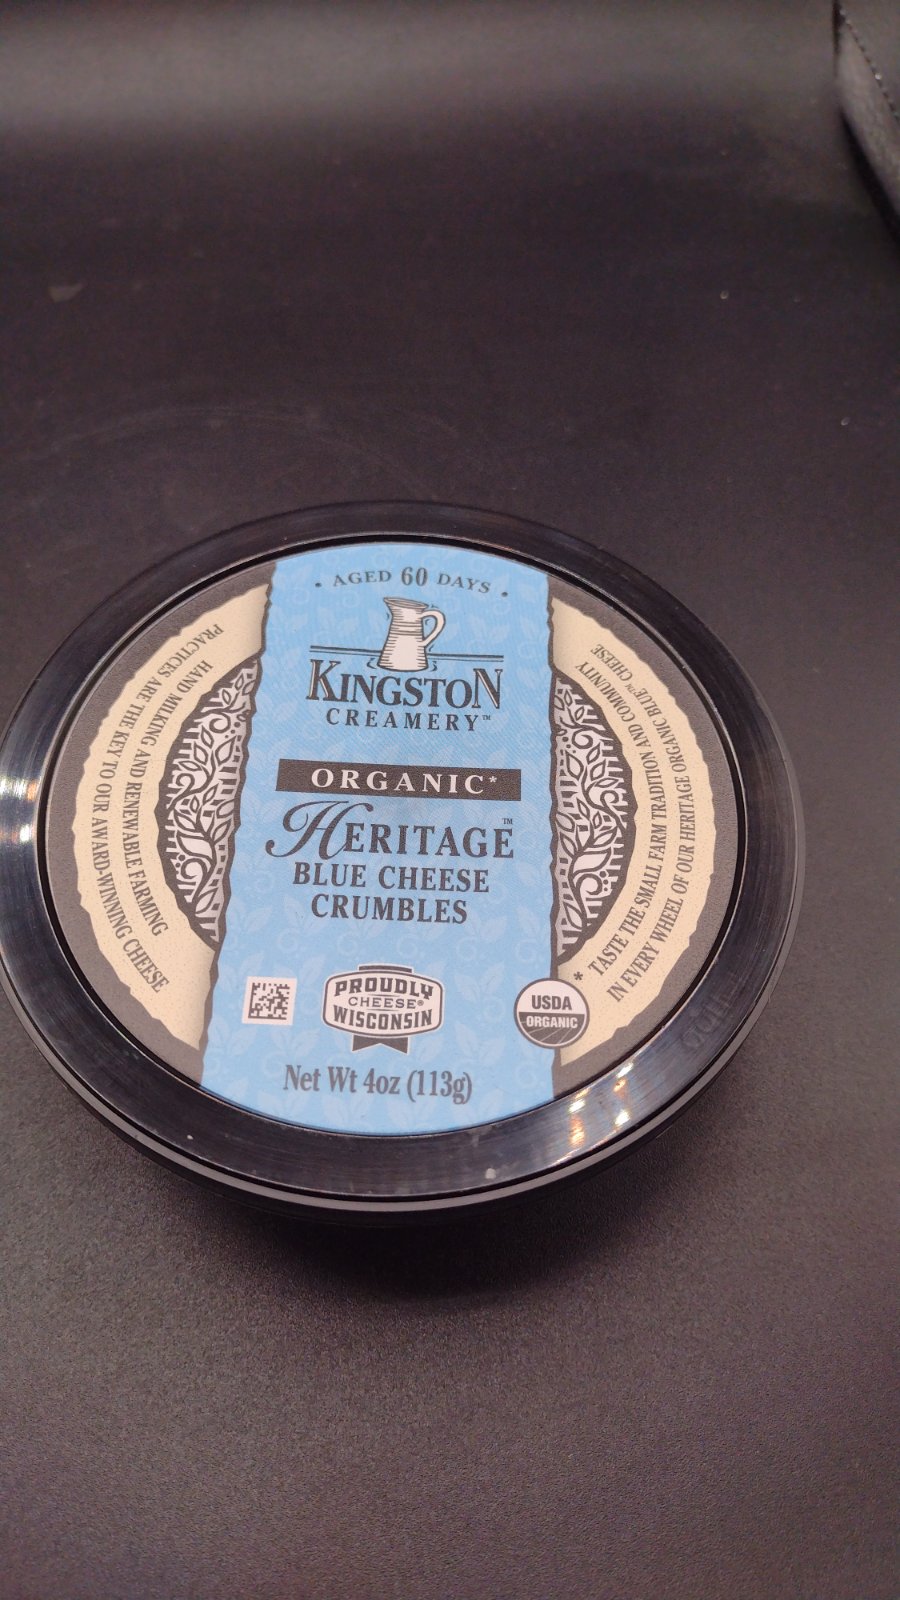 • AGED 60 DAYS •
KINGSTON
CREAMERY™
ORGANIC*
HERITAGE™
BLUE CHEESE
CRUMBLES
PROUDLY
CHEESE®
WISCONSIN
USDA
ORGANIC
Net Wt 4oz (113g)
HAND MILKING AND RENEWABLE FARMING
PRACTICES ARE THE KEY TO OUR AWARD-WINNING CHEESE
* TASTE THE SMALL FARM TRADITION AND COMMUNITY
IN EVERY WHEEL OF OUR HERITAGE ORGANIC BLUE™ CHEESE